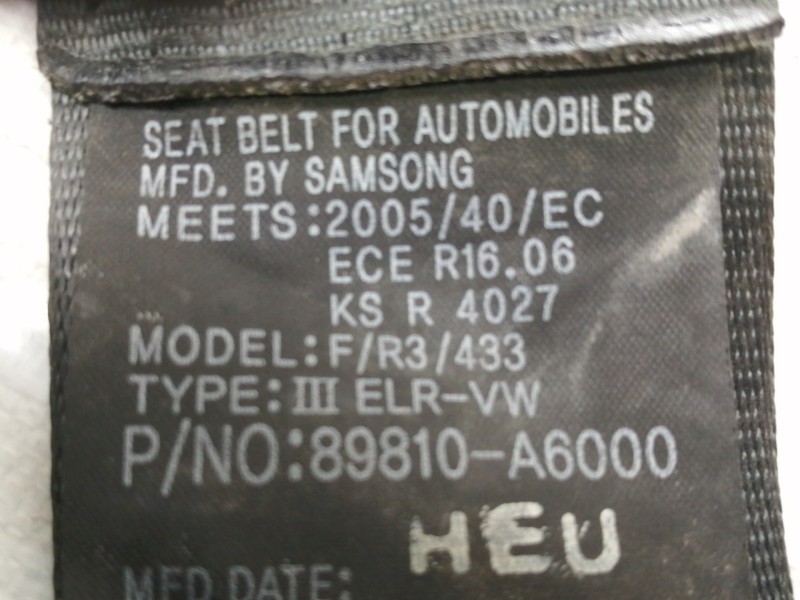 SEAT BELT FOR AUTOMOBILES
MFD. BY SAMSONG
MEETS:2005/40/EC
ECE R16.06
KS R 4027
MODEL:F/R3/433
TYPE:III ELR-VW
P/NO:89810-A6000
HEU
MFD DATE: